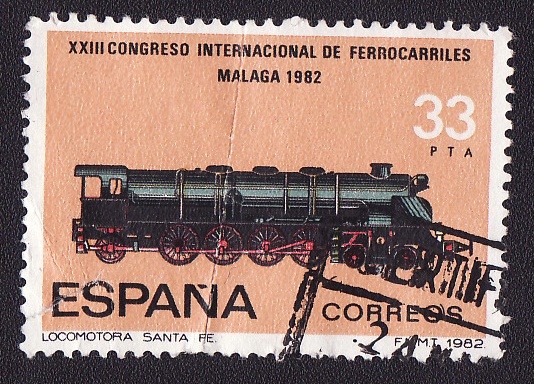 XXIII CONGRESO INTERNACIONAL DE FERROCARRILES
MALAGA 1982
33
PTA
ESPAÑA
CORREOS
LOCOMOTORA SANTA FE.
F.N.M.T. 1982.